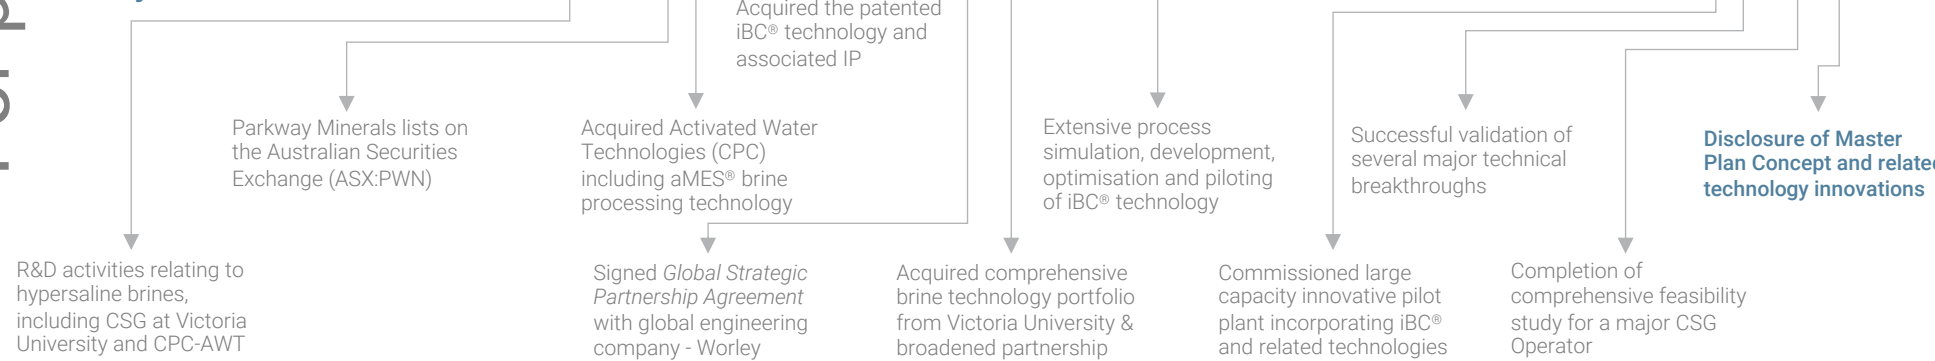 Acquired the patented
iBC® technology and
associated IP
Parkway Minerals lists on
the Australian Securities
Exchange (ASX:PWN)
Acquired Activated Water
Technologies (CPC)
including aMES® brine
processing technology
Extensive process
simulation, development,
optimisation and piloting
of iBC® technology
Successful validation of
several major technical
breakthroughs
Disclosure of Master
Plan Concept and related
technology innovations
R&D activities relating to
hypersaline brines,
including CSG at Victoria
University and CPC-AWT
Signed Global Strategic
Partnership Agreement
with global engineering
company - Worley
Acquired comprehensive
brine technology portfolio
from Victoria University &
broadened partnership
Commissioned large
capacity innovative pilot
plant incorporating iBC®
and related technologies
Completion of
comprehensive feasibility
study for a major CSG
Operator